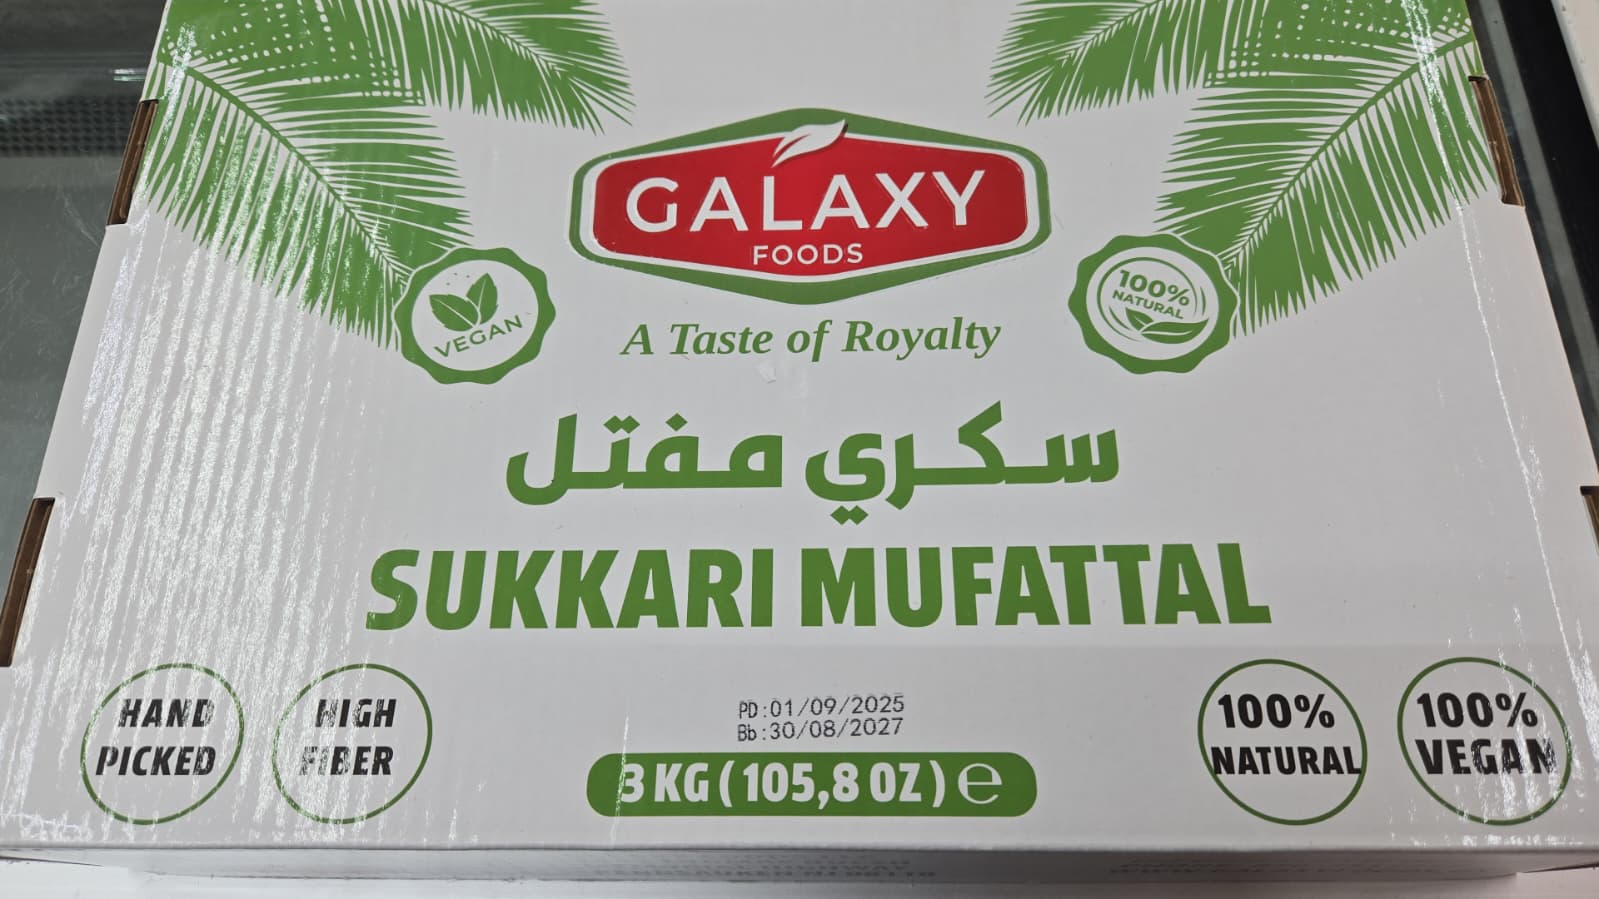 GALAXY
FOODS
VEGAN
100%
NATURAL
A Taste of Royalty
سكري مفتل
SUKKARI MUFATTAL
HAND
PICKED
HIGH
FIBER
PD:01/09/2025
Bb:30/08/2027
3 KG (105,8 OZ) ℮
100%
NATURAL
100%
VEGAN